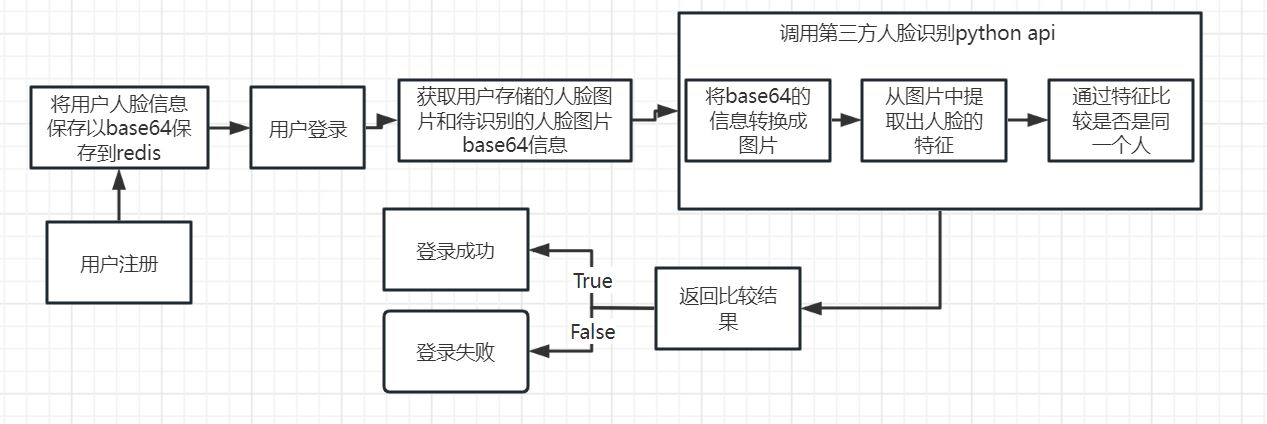 调用第三方人脸识别python api
将用户人脸信息
保存以base64保
存到redis
用户登录
获取用户存储的人脸图
片和待识别的人脸图片
base64信息
将base64的
信息转换成
图片
从图片中提
取出人脸的
特征
通过特征比
较是否是同
一个人
用户注册
登录成功
True
返回比较结
果
False
登录失败